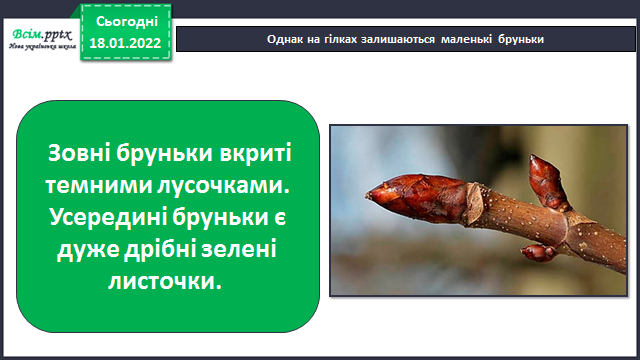 Всім.pptx
Нова українська школа
Сьогодні
18.01.2022
Однак на гілках залишаються маленькі бруньки
Зовні бруньки вкриті
темними лусочками.
Усередині бруньки є
дуже дрібні зелені
листочки.